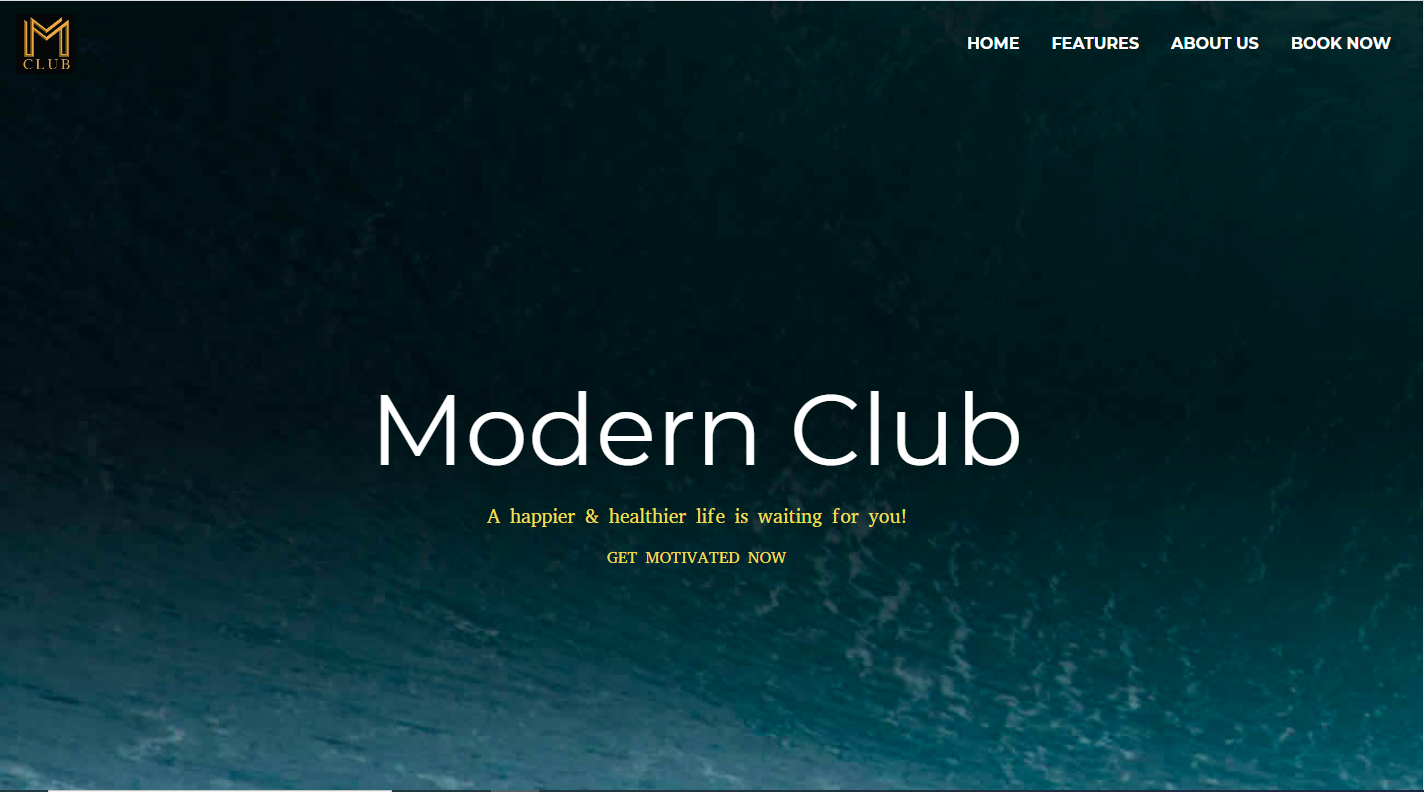 M
CLUB
HOME FEATURES ABOUT US BOOK NOW
Modern Club
A happier & healthier life is waiting for you!
GET MOTIVATED NOW